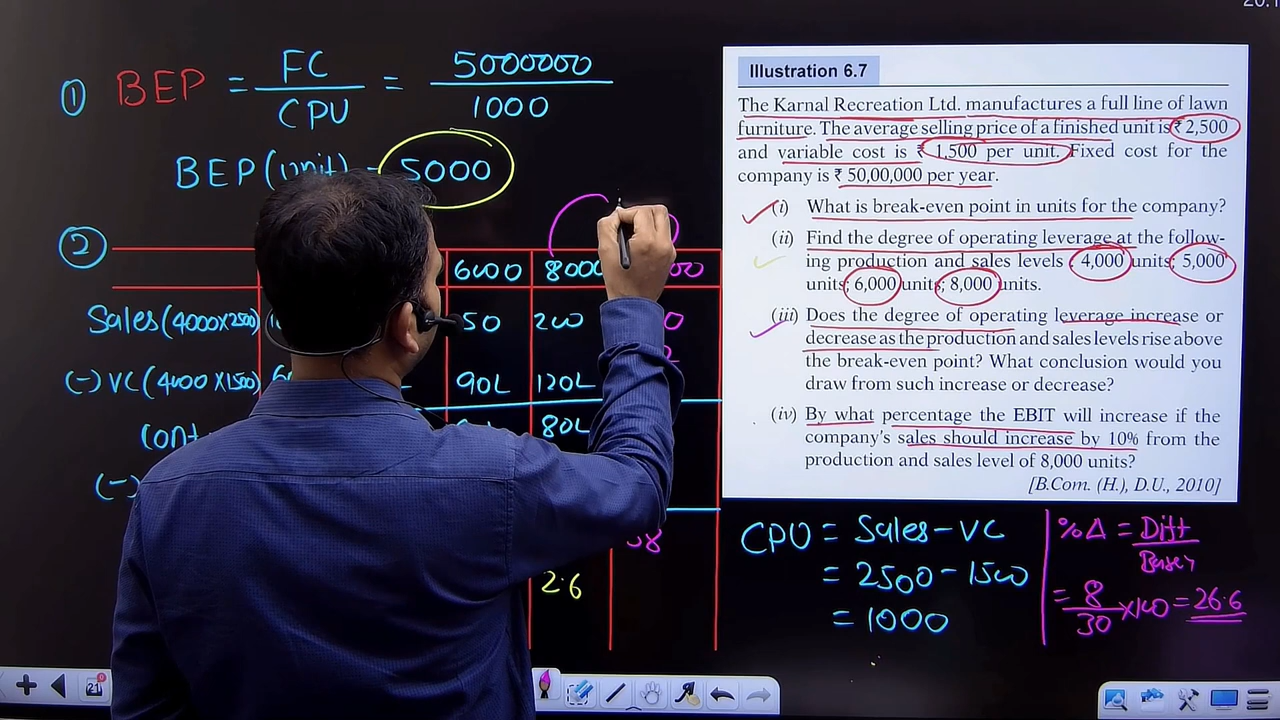 ① BEP = FC / CPU = 5000000 / 1000
BEP(unit) = 5000
②
6000 8000
Sales(4000x2500) 50 200
(-) VC(4000 x1500) 90L 120L
80L
(-)
38
2.6
Illustration 6.7
The Karnal Recreation Ltd. manufactures a full line of lawn
furniture. The average selling price of a finished unit is ₹ 2,500
and variable cost is ₹ 1,500 per unit. Fixed cost for the
company is ₹ 50,00,000 per year.
(i) What is break-even point in units for the company?
(ii) Find the degree of operating leverage at the follow-
ing production and sales levels 4,000 units; 5,000
units; 6,000 units; 8,000 units.
(iii) Does the degree of operating leverage increase or
decrease as the production and sales levels rise above
the break-even point? What conclusion would you
draw from such increase or decrease?
(iv) By what percentage the EBIT will increase if the
company's sales should increase by 10% from the
production and sales level of 8,000 units?
[B.Com. (H.), D.U., 2010]
CPU = Sales - VC
= 2500 - 1500
= 1000
%Δ = Diff / Base
= 8 / 30 x100 = 26.6
21